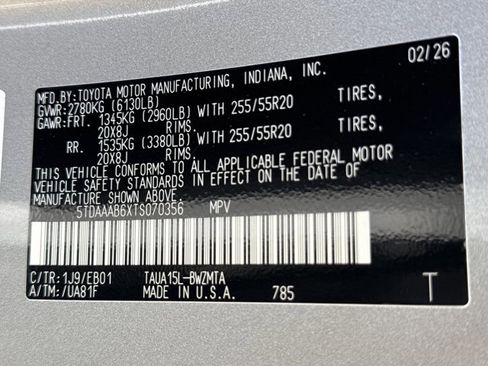 02/26
MFD.BY: TOYOTA MOTOR MANUFACTURING, INDIANA, INC.
GVWR: 2780KG (6130LB)
GAWR: FRT. 1345KG (2960LB) WITH 255/55R20 TIRES,
20X8J RIMS.
RR. 1535KG (3380LB) WITH 255/55R20 TIRES,
20X8J RIMS.
THIS VEHICLE CONFORMS TO ALL APPLICABLE FEDERAL MOTOR
VEHICLE SAFETY STANDARDS IN EFFECT ON THE DATE OF
MANUFACTURE SHOWN ABOVE.
5TDAAAB6XTS070356 MPV
C/TR: 1J9/EB01 TAUA15L-BWZMTA
A/TM: /UA81F MADE IN U.S.A. 785 T